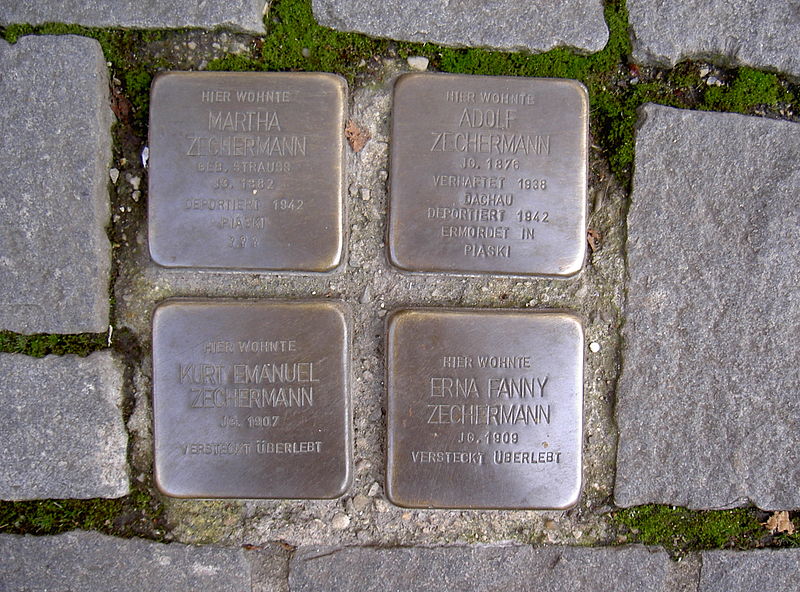 HIER WOHNTE
MARTHA
ZECHERMANN
GEB. STRAUSS
JG. 1882
DEPORTIERT 1942
PIASKI
???
HIER WOHNTE
ADOLF
ZECHERMANN
JG. 1876
VERHAFTET 1938
DACHAU
DEPORTIERT 1942
ERMORDET IN
PIASKI
HIER WOHNTE
KURT EMANUEL
ZECHERMANN
JG. 1907
VERSTECKT ÜBERLEBT
HIER WOHNTE
ERNA FANNY
ZECHERMANN
JG. 1909
VERSTECKT ÜBERLEBT